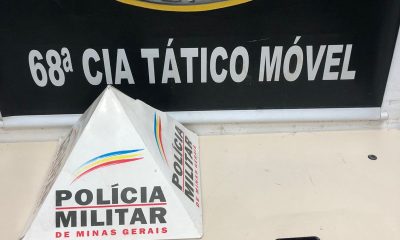 68ª CIA TÁTICO MÓVEL
POLÍCIA
MILITAR
DE MINAS GERAIS
POLÍCIA
MILITAR
DE MINAS GERAIS